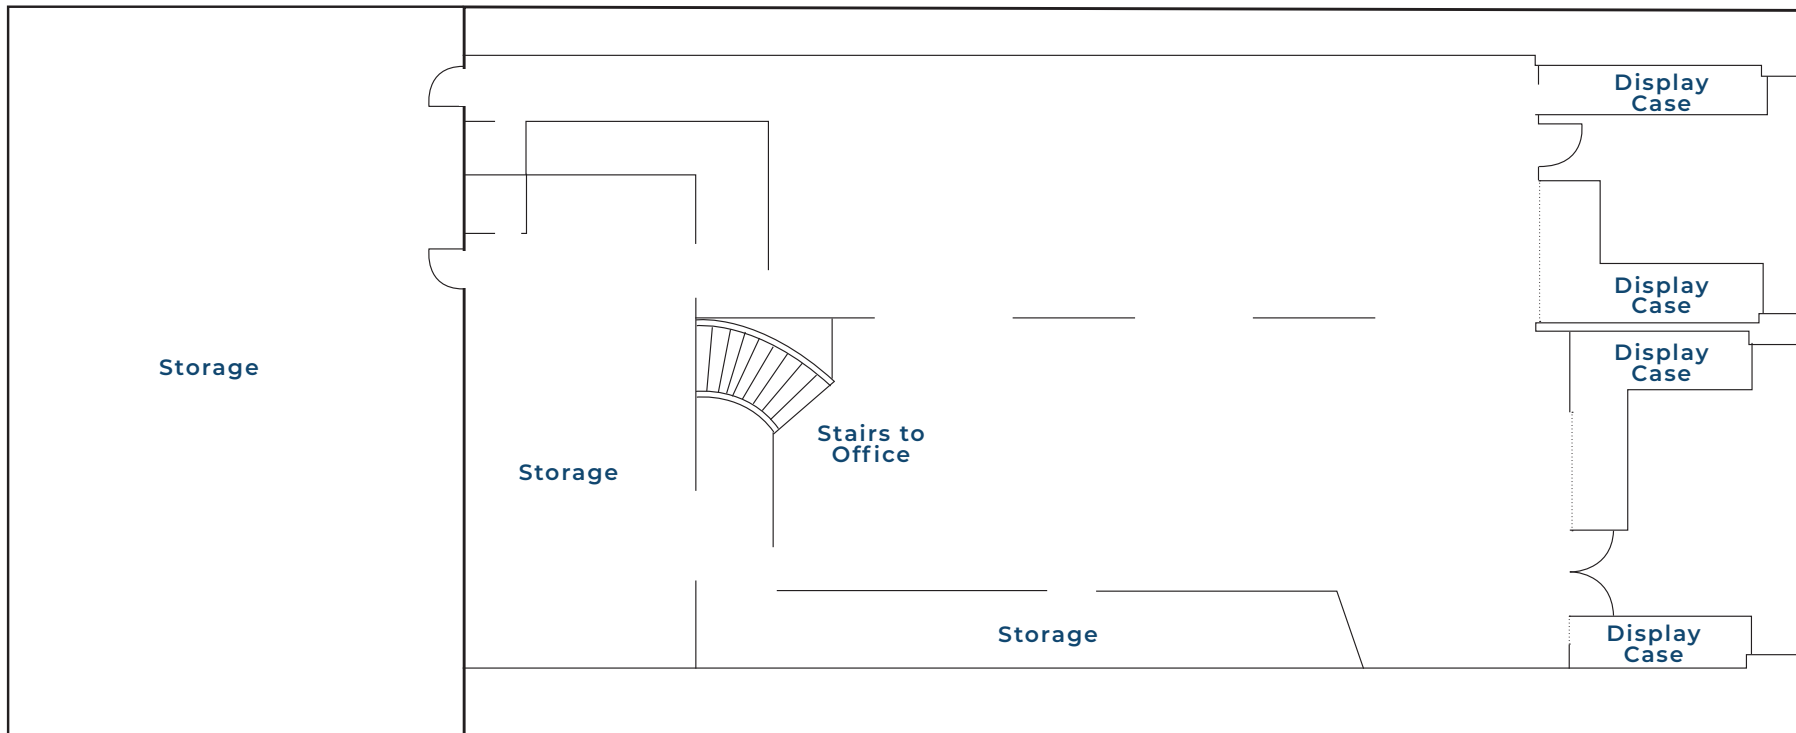 Display
Case
Display
Case
Display
Case
Storage
Stairs to
Office
Storage
Storage
Display
Case